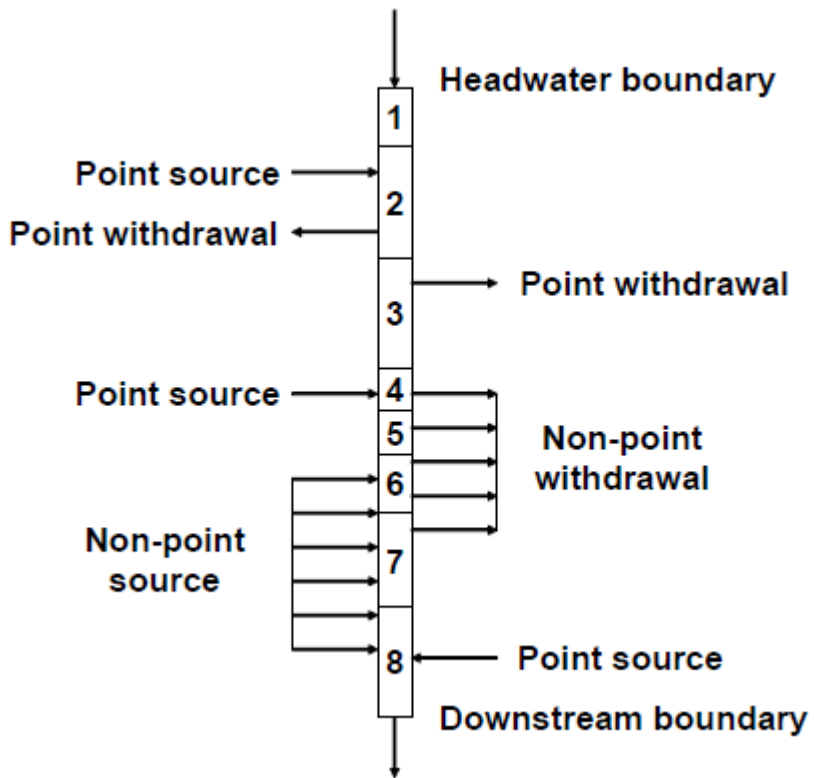 Headwater boundary
1
Point source
2
Point withdrawal
Point withdrawal
3
Point source
4
5
Non-point
withdrawal
6
Non-point
source
7
8
Point source
Downstream boundary